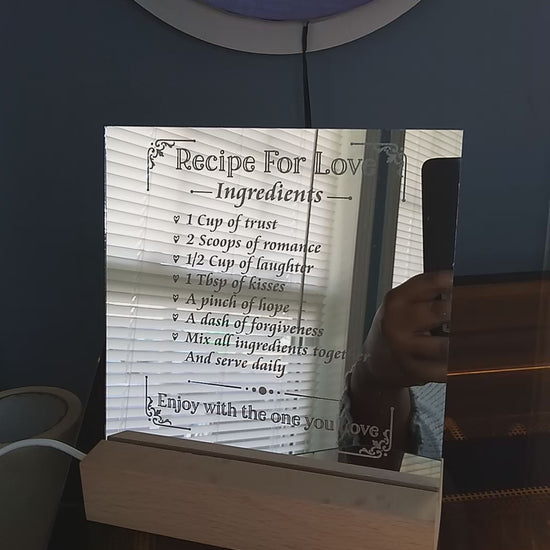 Recipe For Love
Ingredients
1 Cup of trust
2 Scoops of romance
1/2 Cup of laughter
1 Tbsp of kisses
A pinch of hope
A dash of forgiveness
Mix all ingredients together
And serve daily
Enjoy with the one you Love